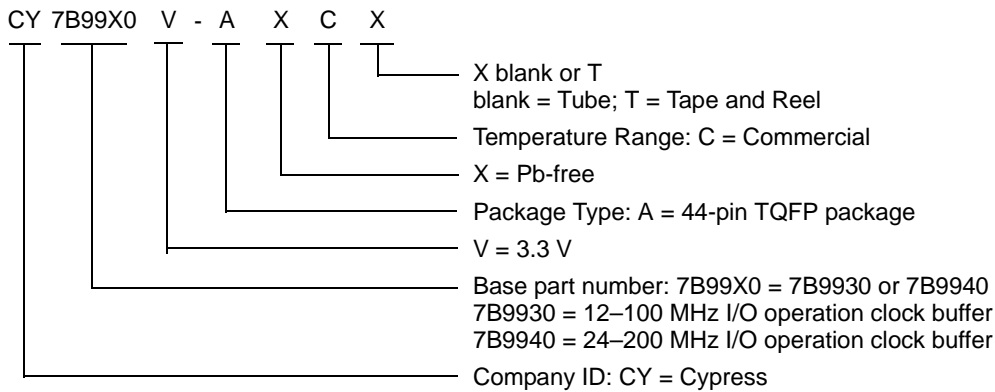 CY 7B99X0 V - A X C X
X blank or T
blank = Tube; T = Tape and Reel
Temperature Range: C = Commercial
X = Pb-free
Package Type: A = 44-pin TQFP package
V = 3.3 V
Base part number: 7B99X0 = 7B9930 or 7B9940
7B9930 = 12–100 MHz I/O operation clock buffer
7B9940 = 24–200 MHz I/O operation clock buffer
Company ID: CY = Cypress